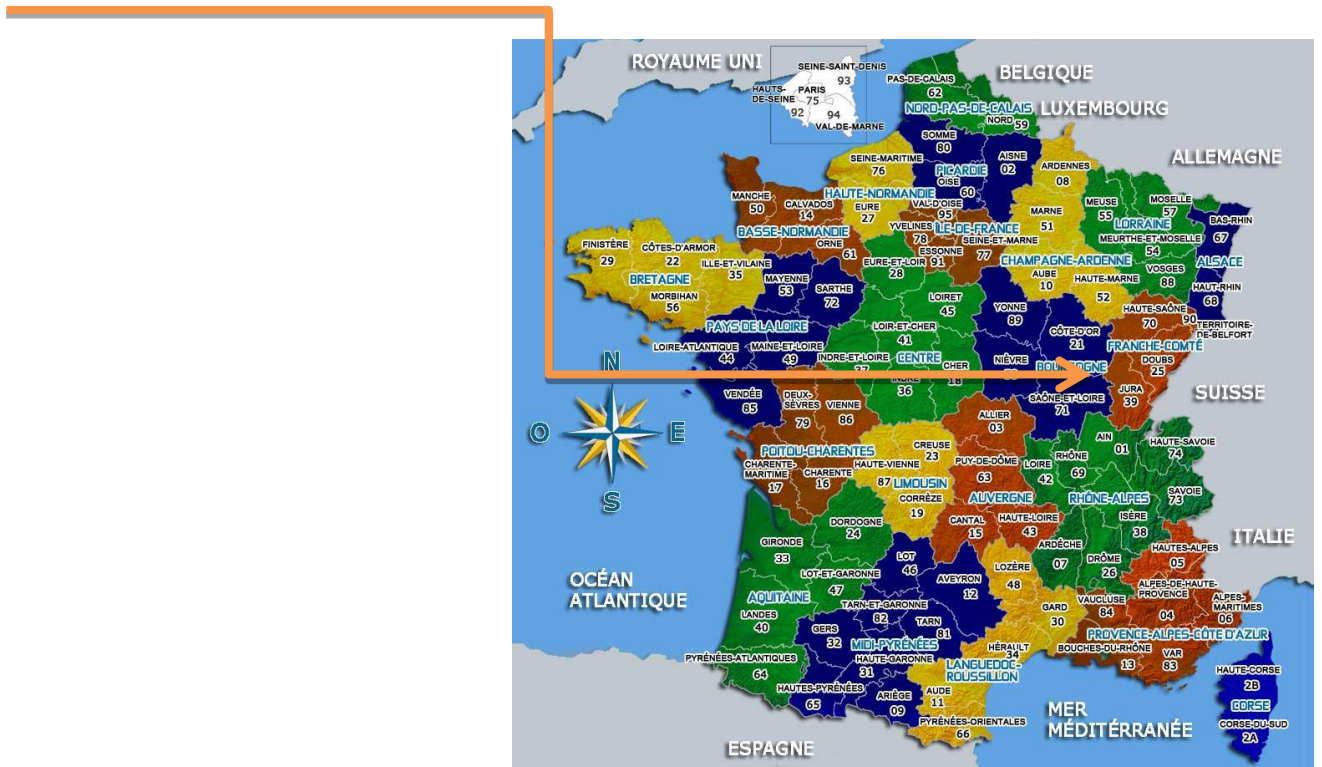 ROYAUME UNI
SEINE-SAINT-DENIS
93
HAUTS-
DE-SEINE
92
PARIS
75
94
VAL-DE-MARNE
BELGIQUE
LUXEMBOURG
ALLEMAGNE
SUISSE
ITALIE
PAS-DE-CALAIS
62
NORD-PAS-DE-CALAIS
NORD
59
SOMME
80
AISNE
02
PICARDIE
OISE
60
ARDENNES
08
SEINE-MARITIME
76
HAUTE-NORMANDIE
EURE
27
MANCHE
50
CALVADOS
14
BASSE-NORMANDIE
ORNE
61
VAL-D'OISE
95
YVELINES
78
ÎLE-DE-FRANCE
ESSONNE
91
SEINE-ET-MARNE
77
MARNE
51
CHAMPAGNE-ARDENNE
AUBE
10
HAUTE-MARNE
52
MEUSE
55
MOSELLE
57
LORRAINE
MEURTHE-ET-MOSELLE
54
VOSGES
88
BAS-RHIN
67
ALSACE
HAUT-RHIN
68
FINISTÈRE
29
CÔTES-D'ARMOR
22
ILLE-ET-VILAINE
35
BRETAGNE
MORBIHAN
56
MAYENNE
53
SARTHE
72
PAYS DE LA LOIRE
LOIRE-ATLANTIQUE
44
MAINE-ET-LOIRE
49
VENDÉE
85
EURE-ET-LOIR
28
LOIRET
45
LOIR-ET-CHER
41
INDRE-ET-LOIRE
37
CENTRE
CHER
18
INDRE
36
YONNE
89
CÔTE-D'OR
21
NIÈVRE
BOURGOGNE
SAÔNE-ET-LOIRE
71
HAUTE-SAÔNE
70
90
TERRITOIRE-
DE-BELFORT
FRANCHE-COMTÉ
DOUBS
25
JURA
39
N
O
E
S
DEUX-
SÈVRES
79
VIENNE
86
POITOU-CHARENTES
CHARENTE-
MARITIME
17
CHARENTE
16
CREUSE
23
HAUTE-VIENNE
87
LIMOUSIN
CORRÈZE
19
ALLIER
03
PUY-DE-DÔME
63
AUVERGNE
CANTAL
15
HAUTE-LOIRE
43
LOIRE
42
RHÔNE
69
AIN
01
HAUTE-SAVOIE
74
RHÔNE-ALPES
SAVOIE
73
ISÈRE
38
ARDÈCHE
07
DRÔME
26
OCÉAN
ATLANTIQUE
DORDOGNE
24
GIRONDE
33
LOT-ET-GARONNE
47
AQUITAINE
LANDES
40
PYRÉNÉES-ATLANTIQUES
64
LOT
46
AVEYRON
12
TARN-ET-GARONNE
82
TARN
81
GERS
32
MIDI-PYRÉNÉES
HAUTE-GARONNE
31
HAUTES-PYRÉNÉES
65
ARIÈGE
09
LOZÈRE
48
GARD
30
HÉRAULT
34
LANGUEDOC-
ROUSSILLON
AUDE
11
PYRÉNÉES-ORIENTALES
66
HAUTES-ALPES
05
ALPES-DE-HAUTE-
PROVENCE
04
ALPES-
MARITIMES
06
VAUCLUSE
84
PROVENCE-ALPES-CÔTE D'AZUR
BOUCHES-DU-RHÔNE
13
VAR
83
HAUTE-CORSE
2B
CORSE
CORSE-DU-SUD
2A
MER
MÉDITÉRRANÉE
ESPAGNE